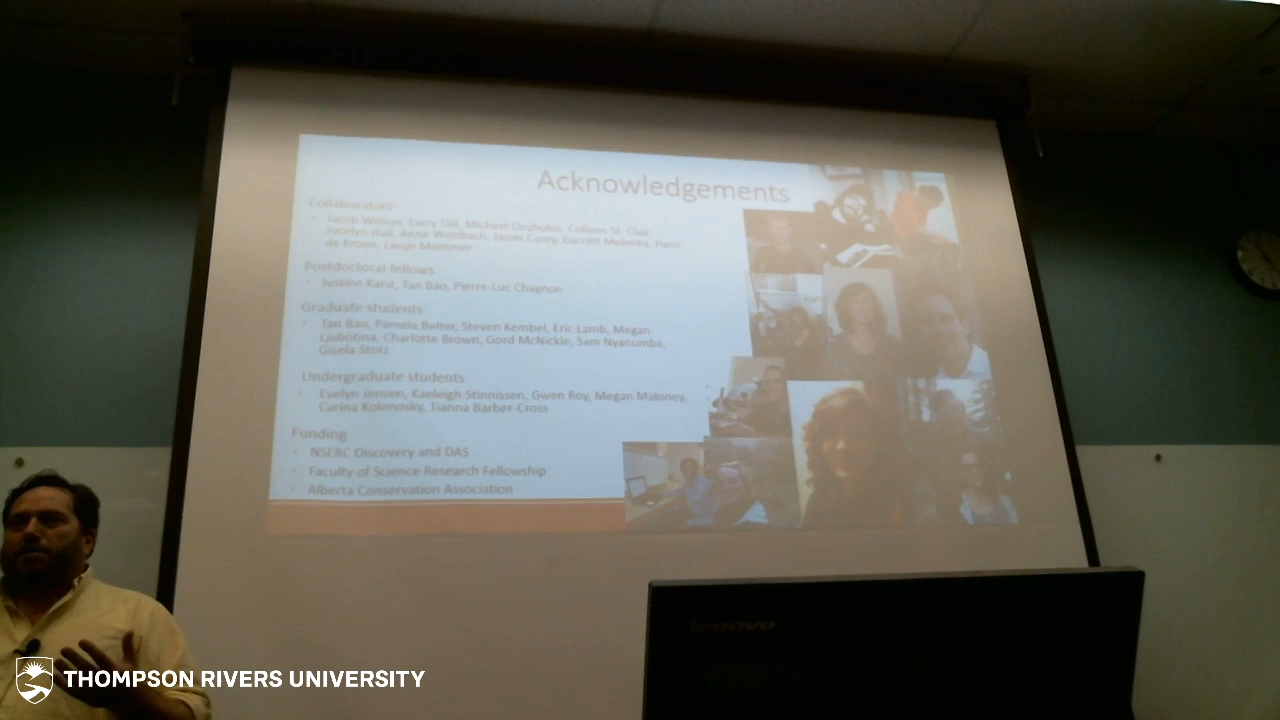 Acknowledgements
Collaborators
Jacob Weiner, Larry Dill, Michael Deyholos, Colleen St. Clair,
Jocelyn Hall, Anne Weisbach, Jason Carey, Garrett Melenka, Hans
de Kroon, Liesje Mommer
Postdoctoral fellows
Justine Karst, Tan Bao, Pierre-Luc Chagnon
Graduate students
Tan Bao, Pamela Belter, Steven Kembel, Eric Lamb, Megan
Ljubotina, Charlotte Brown, Gord McNickle, Sam Nyanumba,
Gisela Stotz
Undergraduate students
Evelyn Jensen, Kaeleigh Stinnissen, Gwen Roy, Megan Maloney,
Carina Kolenosky, Tianna Barber-Cross
Funding
NSERC Discovery and DAS
Faculty of Science Research Fellowship
Alberta Conservation Association
lenovo
THOMPSON RIVERS UNIVERSITY